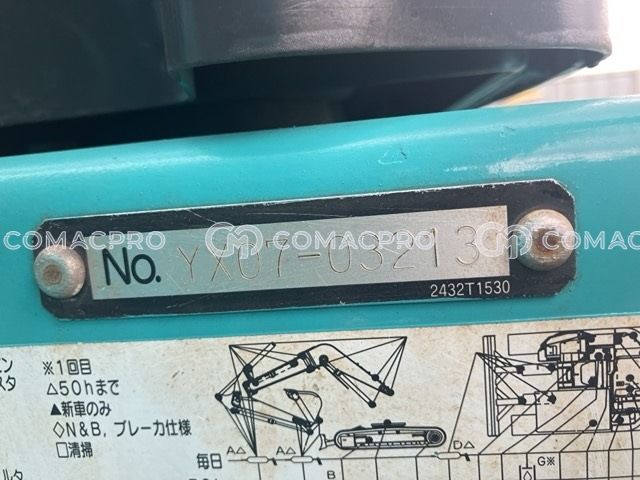 COMACPRO COMACPRO COMACPRO
No. YX07-03213
2432T1530
※1回目
△50hまで
▲新車のみ
◇N&B, ブレーカ仕様
□清掃
毎日
A△ A△ D△
B
G※